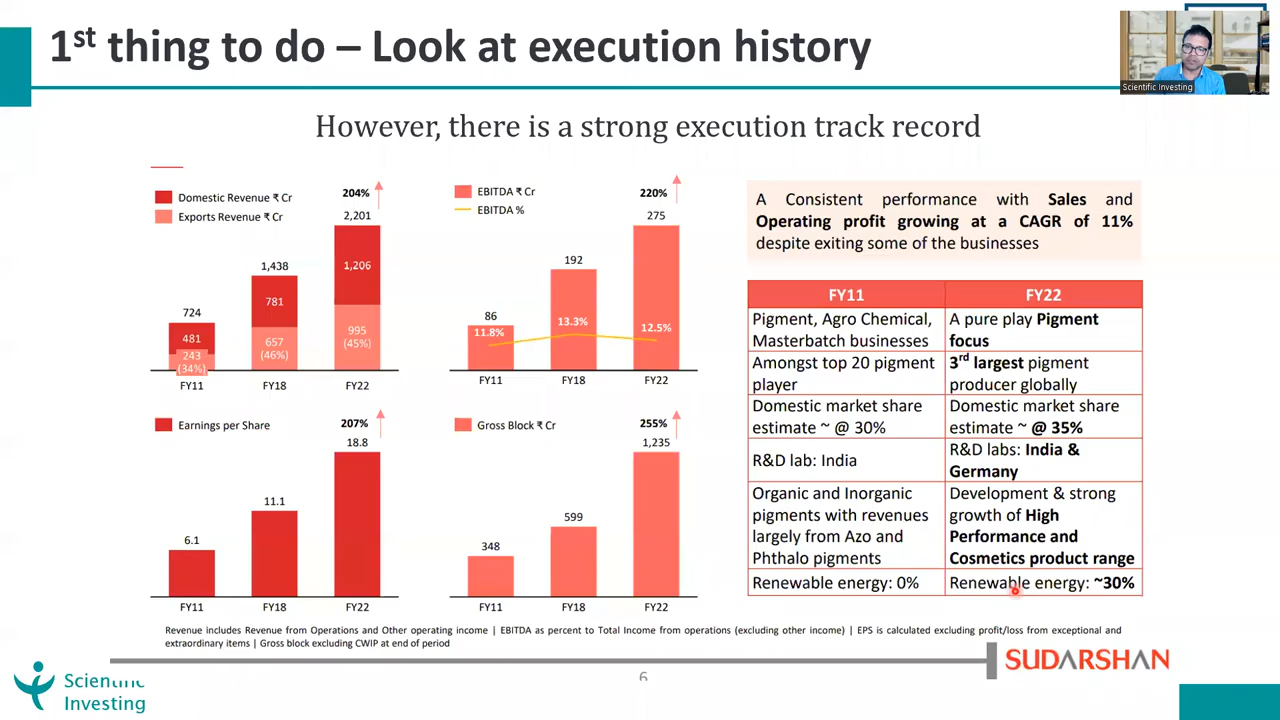 1st thing to do – Look at execution history
Scientific Investing
However, there is a strong execution track record
Domestic Revenue ₹ Cr
Exports Revenue ₹ Cr
204%
2,201
1,438
724
1,206
781
481
995
(45%)
657
(46%)
243
(34%)
FY11
FY18
FY22
EBITDA ₹ Cr
EBITDA %
220%
275
192
86
11.8%
13.3%
12.5%
FY11
FY18
FY22
Earnings per Share
207%
18.8
11.1
6.1
FY11
FY18
FY22
Gross Block ₹ Cr
255%
1,235
599
348
FY11
FY18
FY22
A Consistent performance with Sales and
Operating profit growing at a CAGR of 11%
despite exiting some of the businesses
FY11
FY22
Pigment, Agro Chemical,
Masterbatch businesses
A pure play Pigment
focus
Amongst top 20 pigment
player
3rd largest pigment
producer globally
Domestic market share
estimate ~ @ 30%
Domestic market share
estimate ~ @ 35%
R&D lab: India
R&D labs: India &
Germany
Organic and Inorganic
pigments with revenues
largely from Azo and
Phthalo pigments
Development & strong
growth of High
Performance and
Cosmetics product range
Renewable energy: 0%
Renewable energy: ~30%
Revenue includes Revenue from Operations and Other operating income | EBITDA as percent to Total Income from operations (excluding other income) | EPS is calculated excluding profit/loss from exceptional and
extraordinary items | Gross block excluding CWIP at end of period
SUDARSHAN
6
Scientific
Investing